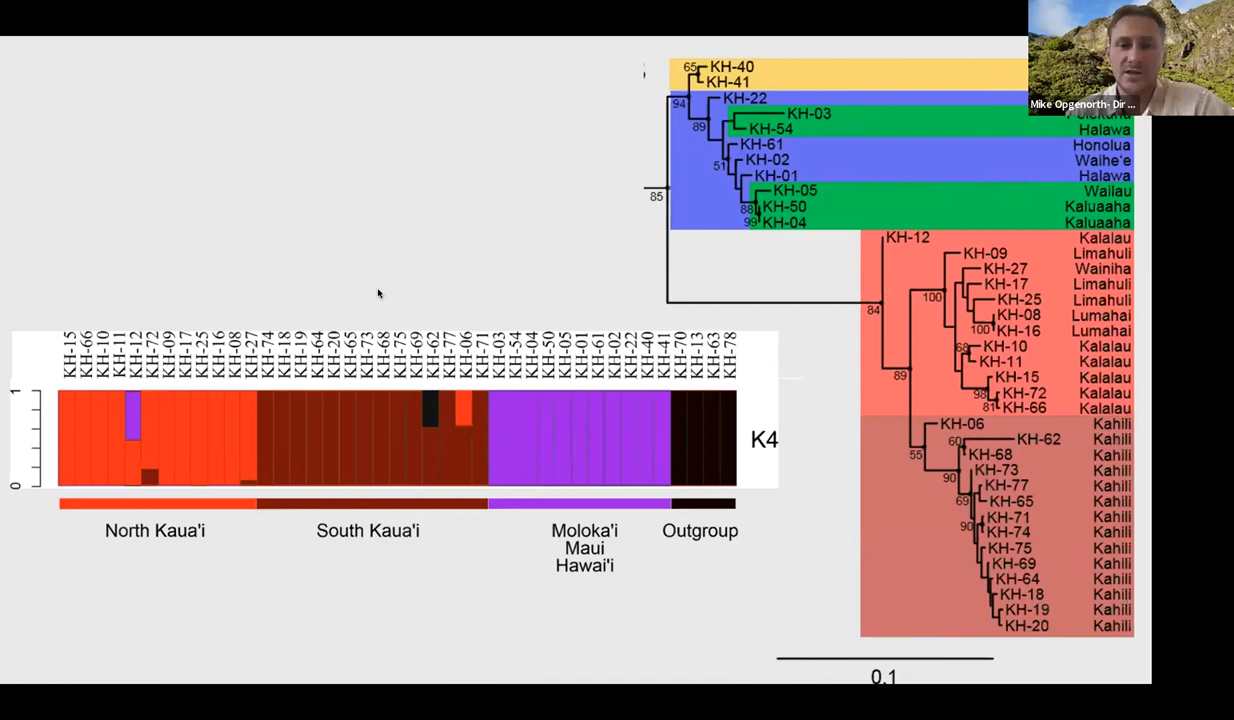 Mike Opgenorth- Dir ...
65 KH-40
KH-41
94 KH-22
89 KH-03
KH-54 Halawa
KH-61 Honolua
51 KH-02 Waihe'e
KH-01 Halawa
85 KH-05 Wailau
88 KH-50 Kaluaaha
99 KH-04 Kaluaaha
KH-12 Kalalau
KH-09 Limahuli
KH-27 Wainiha
100 KH-17 Limahuli
84 KH-25 Limahuli
KH-08 Lumahai
100 KH-16 Lumahai
68 KH-10 Kalalau
KH-11 Kalalau
89 KH-15 Kalalau
98 KH-72 Kalalau
81 KH-66 Kalalau
KH-06 Kahili
60 KH-62 Kahili
55 KH-68 Kahili
90 KH-73 Kahili
KH-77 Kahili
69 KH-65 Kahili
KH-71 Kahili
90 KH-74 Kahili
KH-75 Kahili
KH-69 Kahili
KH-64 Kahili
KH-18 Kahili
KH-19 Kahili
KH-20 Kahili
0.1
KH-15
KH-66
KH-10
KH-11
KH-12
KH-72
KH-09
KH-17
KH-25
KH-16
KH-08
KH-27
KH-74
KH-18
KH-19
KH-64
KH-20
KH-65
KH-73
KH-68
KH-75
KH-69
KH-62
KH-77
KH-06
KH-71
KH-03
KH-54
KH-04
KH-50
KH-05
KH-01
KH-61
KH-02
KH-22
KH-40
KH-41
KH-70
KH-13
KH-63
KH-78
1
0
K4
North Kaua'i
South Kaua'i
Moloka'i
Maui
Hawai'i
Outgroup